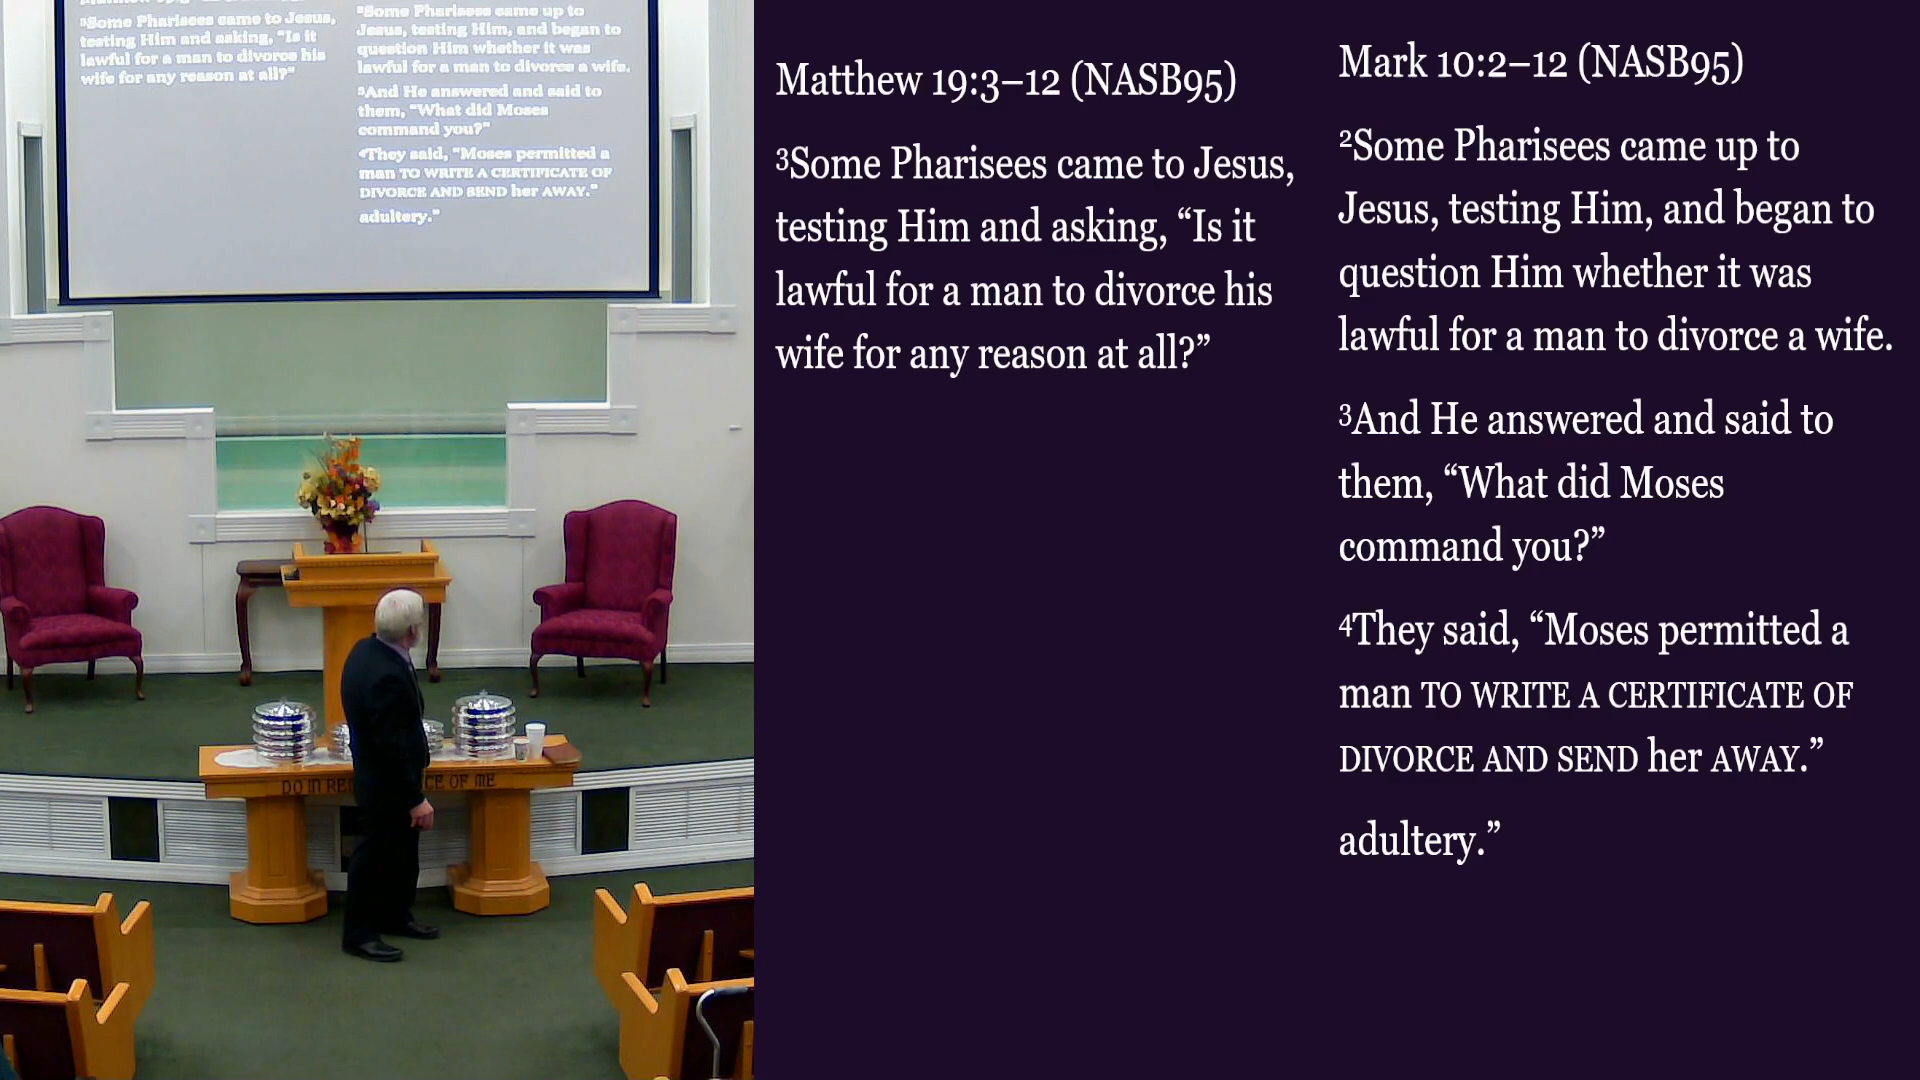 ³Some Pharisees came to Jesus,
testing Him and asking, “Is it
lawful for a man to divorce his
wife for any reason at all?”
²Some Pharisees came up to
Jesus, testing Him, and began to
question Him whether it was
lawful for a man to divorce a wife.
³And He answered and said to
them, “What did Moses
command you?”
⁴They said, “Moses permitted a
man TO WRITE A CERTIFICATE OF
DIVORCE AND SEND her AWAY.”
adultery.”
DO IN OF ME
Matthew 19:3–12 (NASB95)
³Some Pharisees came to Jesus,
testing Him and asking, “Is it
lawful for a man to divorce his
wife for any reason at all?”
Mark 10:2–12 (NASB95)
²Some Pharisees came up to
Jesus, testing Him, and began to
question Him whether it was
lawful for a man to divorce a wife.
³And He answered and said to
them, “What did Moses
command you?”
⁴They said, “Moses permitted a
man TO WRITE A CERTIFICATE OF
DIVORCE AND SEND her AWAY.”
adultery.”